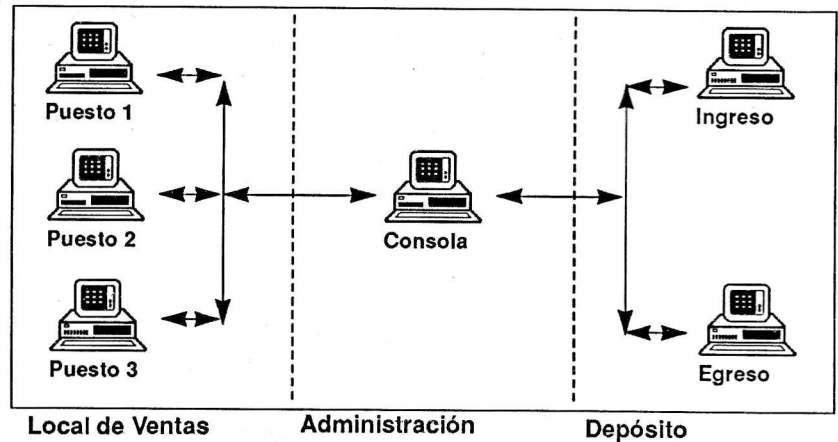 Puesto 1
Puesto 2
Puesto 3
Consola
Ingreso
Egreso
Local de Ventas
Administración
Depósito